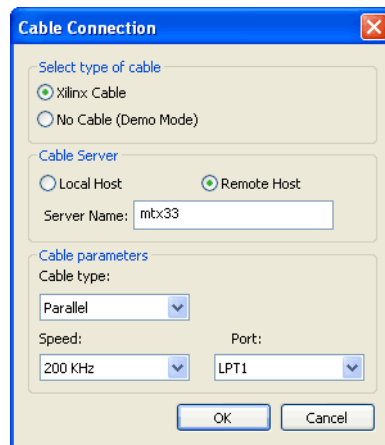 Cable Connection
Select type of cable
Xilinx Cable
No Cable (Demo Mode)
Cable Server
Local Host Remote Host
Server Name: mtx33
Cable parameters
Cable type:
Parallel
Speed: Port:
200 KHz LPT1
OK Cancel